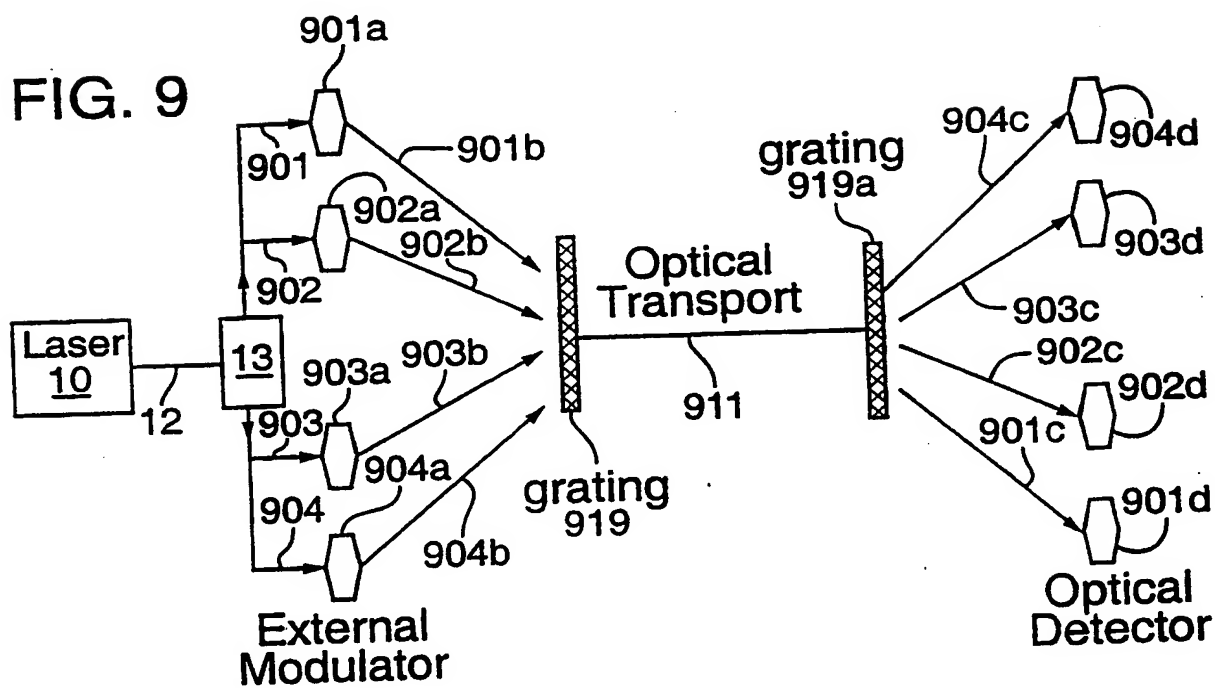 FIG. 9
901a
901
901b
902a
902b
902
Laser
10
12
13
903a
903b
903
904a
904
904b
External
Modulator
grating
919
Optical
Transport
911
grating
919a
904c
904d
903d
903c
902c
902d
901c
901d
Optical
Detector